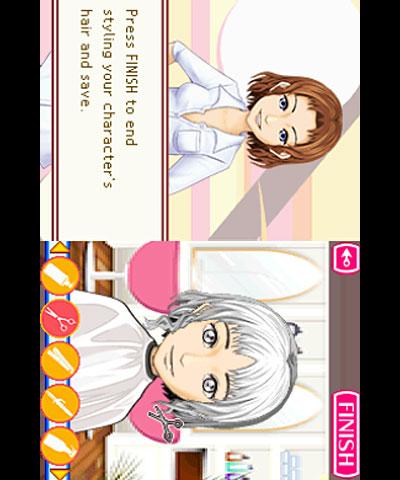 Press FINISH to end
styling your character's
hair and save.
FINISH